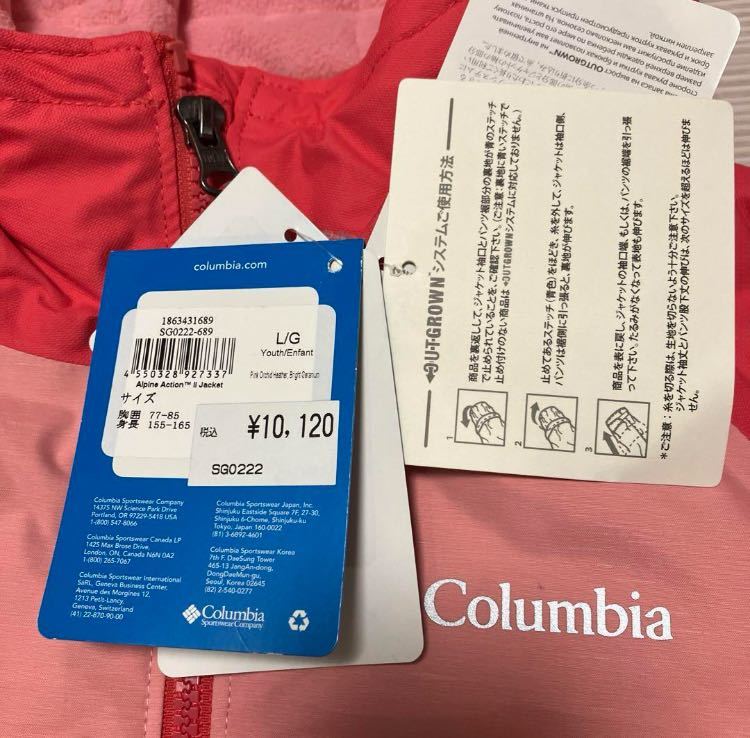 columbia.com
1863431689
SG0222-689
4 550328 927337
Alpine Action™ II Jacket
L/G
Youth/Enfant
Pink Orchid Heather, Bright Geranium
サイズ
胸囲 77-85
身長 155-165
税込 ¥10,120
SG0222
Columbia Sportswear Company
14375 NW Science Park Drive
Portland, OR 97229-5418 USA
1-(800) 547-8066
Columbia Sportswear Canada LP
1425 Max Brose Drive,
London, ON, Canada N6N 0A2
1-(800) 265-7067
Columbia Sportswear International
SàRL, Geneva Business Center,
Avenue des Morgines 12,
1213 Petit-Lancy,
Geneva, Switzerland
(41) 22-870-90-00
Columbia Sportswear Japan, Inc.
Shinjuku Eastside Square 7F, 27-30,
Shinjuku 6-Chome, Shinjuku-ku
Tokyo, Japan 160-0022
(81) 3-6892-4601
Columbia Sportswear Korea
7th F. DaeSung Tower
465-13 JangAn-dong,
DongDaeMun-gu,
Seoul, Korea 02645
(82) 2-2270-0277
Columbia
Sportswear Company
OUTGROWN システムご使用方法
商品を裏返しして、ジャケット袖口とパンツ裾部分の裏地が青のステッチ
で止められていることを、ご確認下さい。(ご注意:裏地に青いステッチで
止め付けのない商品は OUTGROWN システムに対応しておりません。)
1
止めてあるステッチ(青色)をほどき、糸を外して、ジャケットは袖口側、
パンツは裾側に引っ張ると、裏地が伸びます。
2
商品を表に戻し、ジャケットの袖口端、もしくは、パンツの裾端を引っ張
って下さい。たるみがなくなって表地も伸びます。
3
*ご注意:糸を切る際は、生地を切らないよう十分ご注意下さい。
ジャケット袖丈とパンツ股下丈の伸びは、次のサイズを超えるほどは伸びま
せん。
Columbia